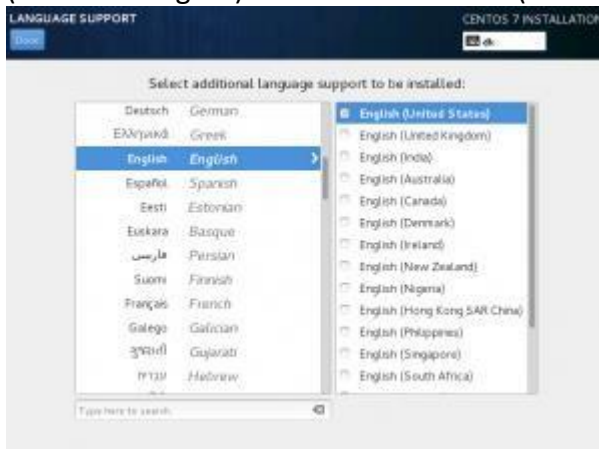 LANGUAGE SUPPORT
CENTOS 7 INSTALLATION
Done
dk
Select additional language support to be installed:
Deutsch German
Ελληνικά Greek
English English
Español Spanish
Eesti Estonian
Euskara Basque
فارسی Persian
Suomi Finnish
Français French
Galego Galician
ગુજરાતી Gujarati
עברית Hebrew
English (United States)
English (United Kingdom)
English (India)
English (Australia)
English (Canada)
English (Denmark)
English (Ireland)
English (New Zealand)
English (Nigeria)
English (Hong Kong SAR China)
English (Philippines)
English (Singapore)
English (South Africa)
Type here to search.